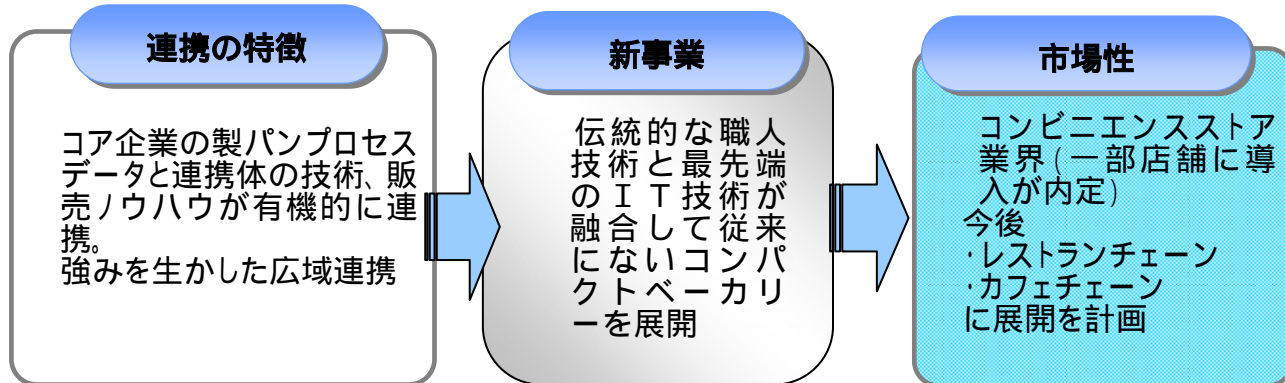 連携の特徴
コア企業の製パンプロセス
データと連携体の技術、販
売ノウハウが有機的に連
携。
強みを生かした広域連携
新事業
伝統的な職人
技術と最先端
のIT技術が
融合して従来
にないコンパ
クトベーカリ
ーを展開
市場性
コンビニエンスストア
業界(一部店舗に導
入が内定)
今後
・レストランチェーン
・カフェチェーン
に展開を計画